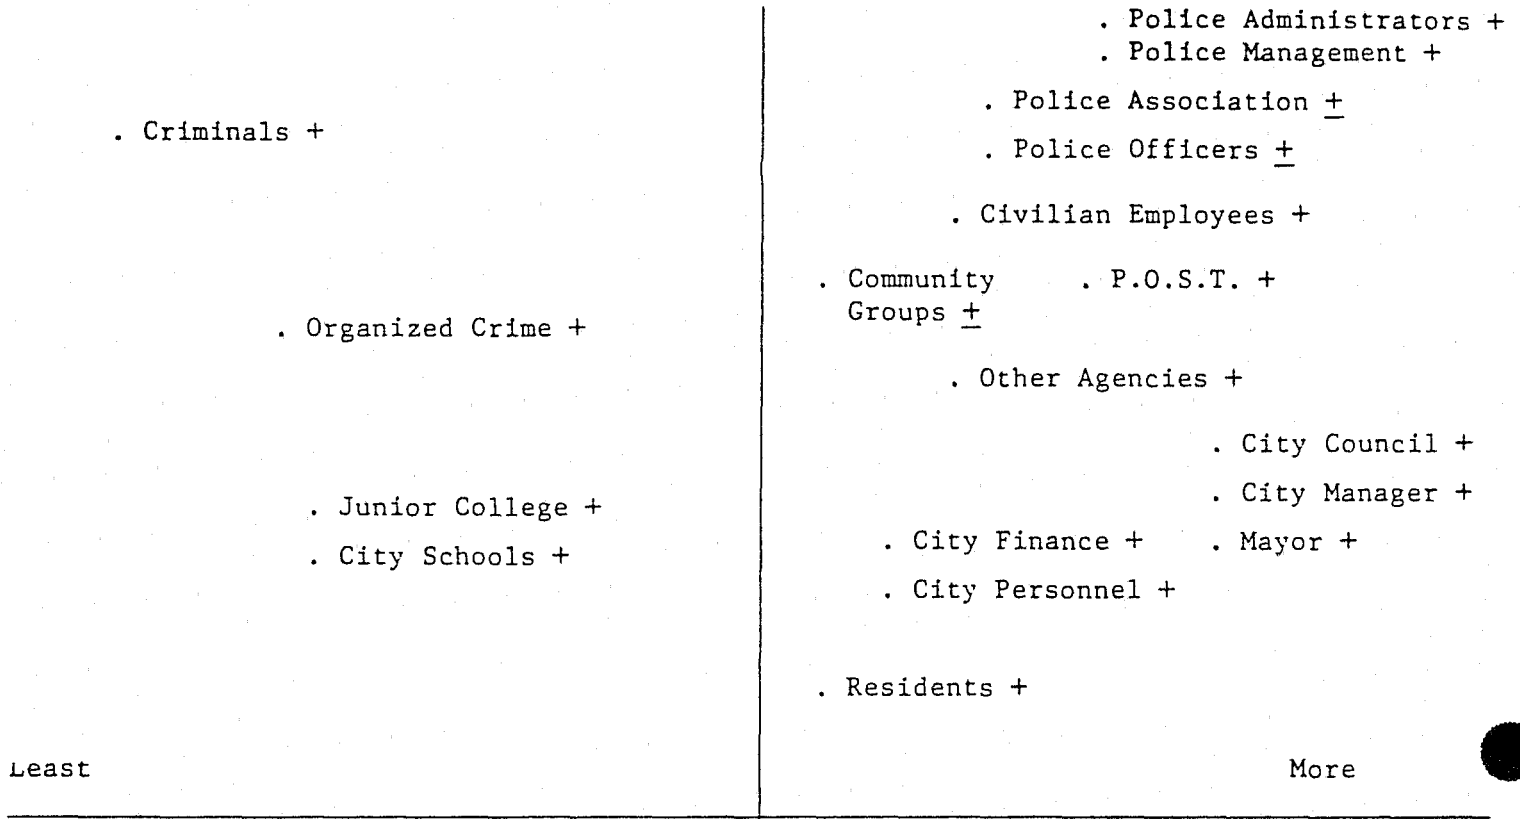 . Police Administrators +
. Police Management +
. Police Association ±
. Criminals +
. Police Officers ±
. Civilian Employees +
. Community . P.O.S.T. +
Groups ±
. Organized Crime +
. Other Agencies +
. City Council +
. City Manager +
. Junior College +
. City Finance + . Mayor +
. City Schools +
. City Personnel +
. Residents +
Least More